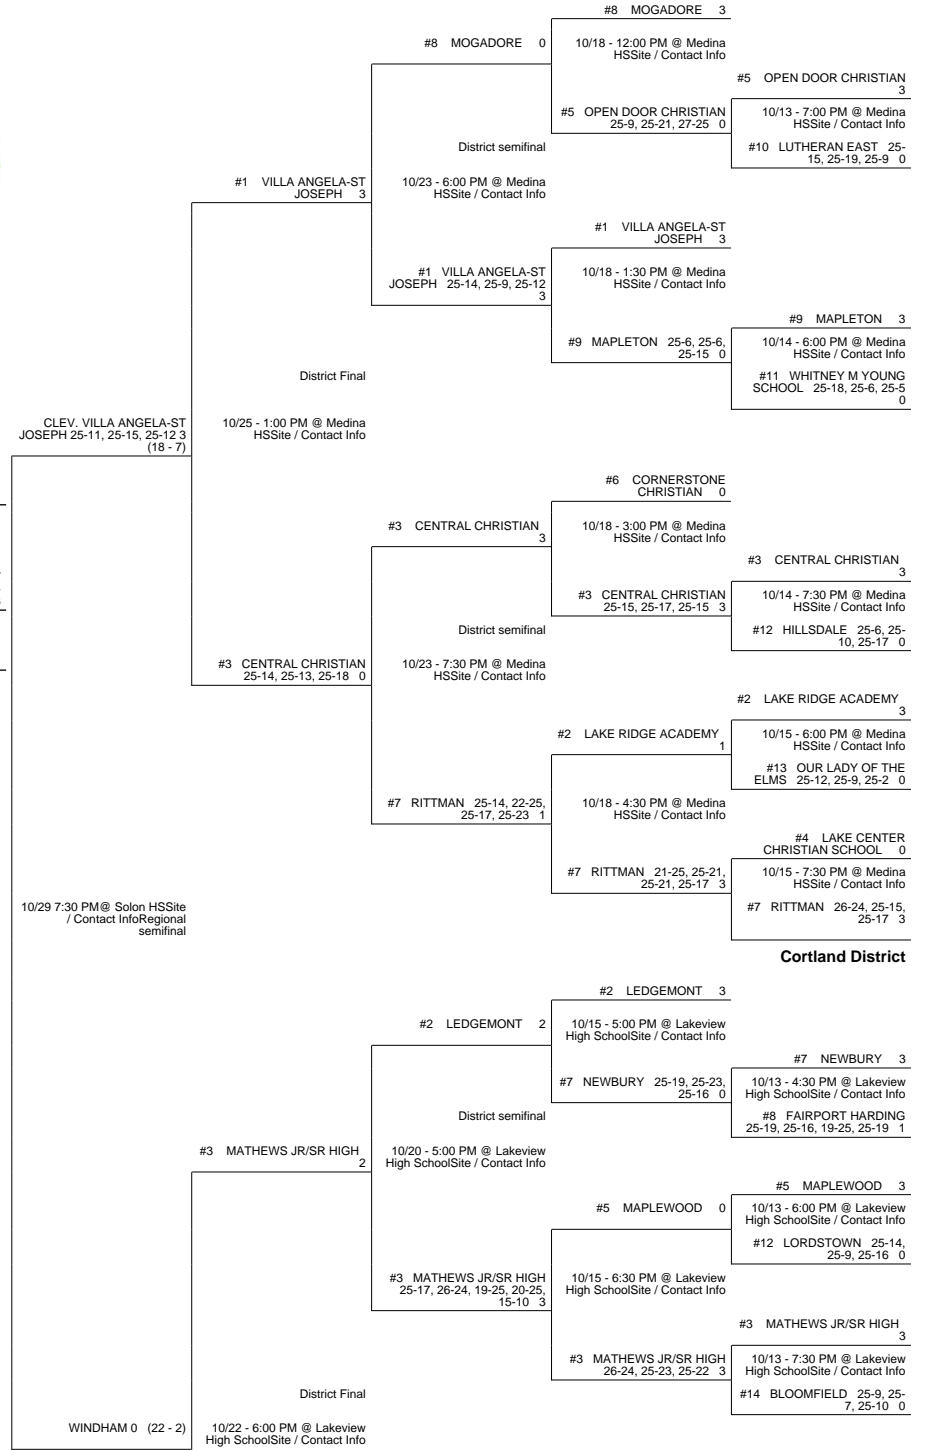 #8 MOGADORE 3
#8 MOGADORE 0
10/18 - 12:00 PM @ Medina
HSSite / Contact Info
#5 OPEN DOOR CHRISTIAN
3
#5 OPEN DOOR CHRISTIAN
25-9, 25-21, 27-25 0
10/13 - 7:00 PM @ Medina
HSSite / Contact Info
District semifinal
#10 LUTHERAN EAST 25-
15, 25-19, 25-9 0
#1 VILLA ANGELA-ST
JOSEPH 3
10/23 - 6:00 PM @ Medina
HSSite / Contact Info
#1 VILLA ANGELA-ST
JOSEPH 3
#1 VILLA ANGELA-ST
JOSEPH 25-14, 25-9, 25-12
3
10/18 - 1:30 PM @ Medina
HSSite / Contact Info
#9 MAPLETON 3
#9 MAPLETON 25-6, 25-6,
25-15 0
10/14 - 6:00 PM @ Medina
HSSite / Contact Info
District Final
#11 WHITNEY M YOUNG
SCHOOL 25-18, 25-6, 25-5
0
CLEV. VILLA ANGELA-ST
JOSEPH 25-11, 25-15, 25-12 3
(18 - 7)
10/25 - 1:00 PM @ Medina
HSSite / Contact Info
#6 CORNERSTONE
CHRISTIAN 0
#3 CENTRAL CHRISTIAN
3
10/18 - 3:00 PM @ Medina
HSSite / Contact Info
#3 CENTRAL CHRISTIAN
3
#3 CENTRAL CHRISTIAN
25-15, 25-17, 25-15 3
10/14 - 7:30 PM @ Medina
HSSite / Contact Info
District semifinal
#12 HILLSDALE 25-6, 25-
10, 25-17 0
#3 CENTRAL CHRISTIAN
25-14, 25-13, 25-18 0
10/23 - 7:30 PM @ Medina
HSSite / Contact Info
#2 LAKE RIDGE ACADEMY
3
#2 LAKE RIDGE ACADEMY
1
10/15 - 6:00 PM @ Medina
HSSite / Contact Info
#13 OUR LADY OF THE
ELMS 25-12, 25-9, 25-2 0
#7 RITTMAN 25-14, 22-25,
25-17, 25-23 1
10/18 - 4:30 PM @ Medina
HSSite / Contact Info
#4 LAKE CENTER
CHRISTIAN SCHOOL 0
#7 RITTMAN 21-25, 25-21,
25-21, 25-17 3
10/15 - 7:30 PM @ Medina
HSSite / Contact Info
#7 RITTMAN 26-24, 25-15,
25-17 3
10/29 7:30 PM@ Solon HSSite
/ Contact InfoRegional
semifinal
Cortland District
#2 LEDGEMONT 3
#2 LEDGEMONT 2
10/15 - 5:00 PM @ Lakeview
High SchoolSite / Contact Info
#7 NEWBURY 3
#7 NEWBURY 25-19, 25-23,
25-16 0
10/13 - 4:30 PM @ Lakeview
High SchoolSite / Contact Info
District semifinal
#8 FAIRPORT HARDING
25-19, 25-16, 19-25, 25-19 1
#3 MATHEWS JR/SR HIGH
2
10/20 - 5:00 PM @ Lakeview
High SchoolSite / Contact Info
#5 MAPLEWOOD 3
#5 MAPLEWOOD 0
10/13 - 6:00 PM @ Lakeview
High SchoolSite / Contact Info
#12 LORDSTOWN 25-14,
25-9, 25-16 0
#3 MATHEWS JR/SR HIGH
25-17, 26-24, 19-25, 20-25,
15-10 3
10/15 - 6:30 PM @ Lakeview
High SchoolSite / Contact Info
#3 MATHEWS JR/SR HIGH
3
#3 MATHEWS JR/SR HIGH
26-24, 25-23, 25-22 3
10/13 - 7:30 PM @ Lakeview
High SchoolSite / Contact Info
District Final
#14 BLOOMFIELD 25-9, 25-
7, 25-10 0
WINDHAM 0 (22 - 2)
10/22 - 6:00 PM @ Lakeview
High SchoolSite / Contact Info